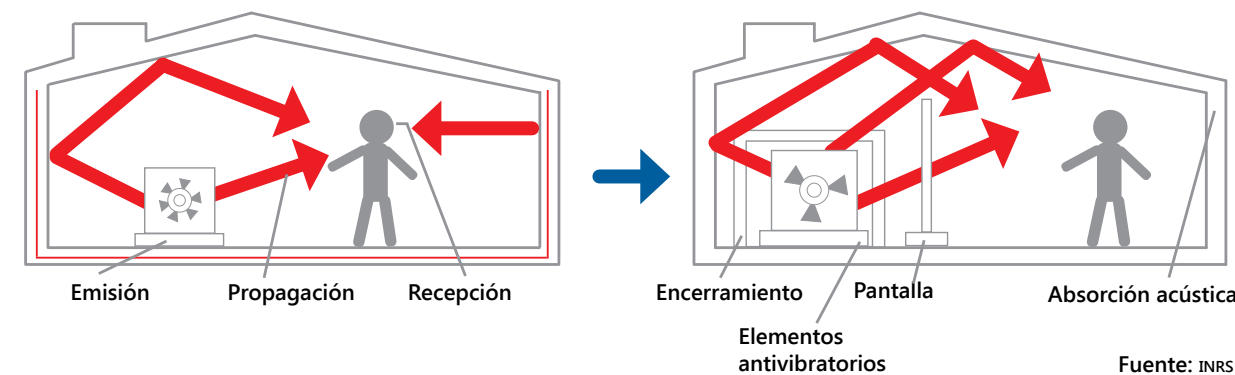 Emisión
Propagación
Recepción
Encerramiento
Pantalla
Absorción acústica
Elementos
antivibratorios
Fuente: INRS